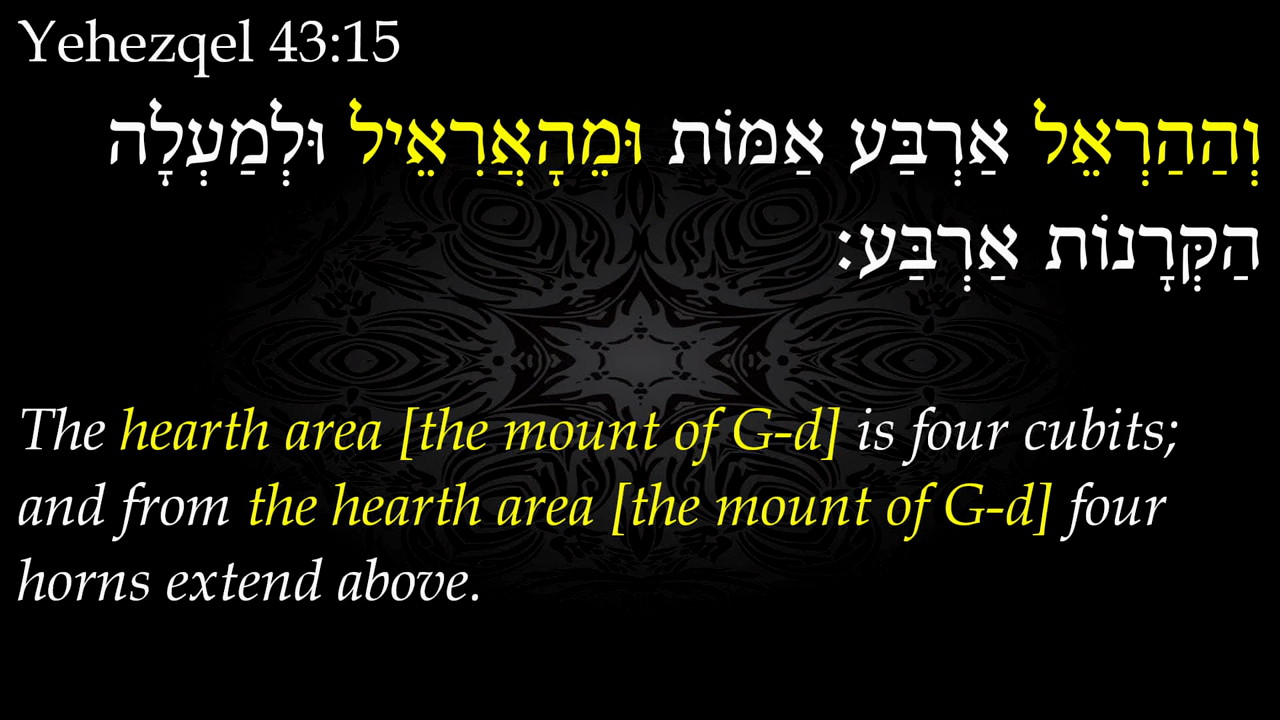 Yehezqel 43:15
וְהַהַרְאֵל אַרְבַּע אַמּוֹת וּמֵהָאֲרִאֵיל וּלְמַעְלָה
הַקְּרָנוֹת אַרְבַּע׃
The hearth area [the mount of G-d] is four cubits;
and from the hearth area [the mount of G-d] four
horns extend above.